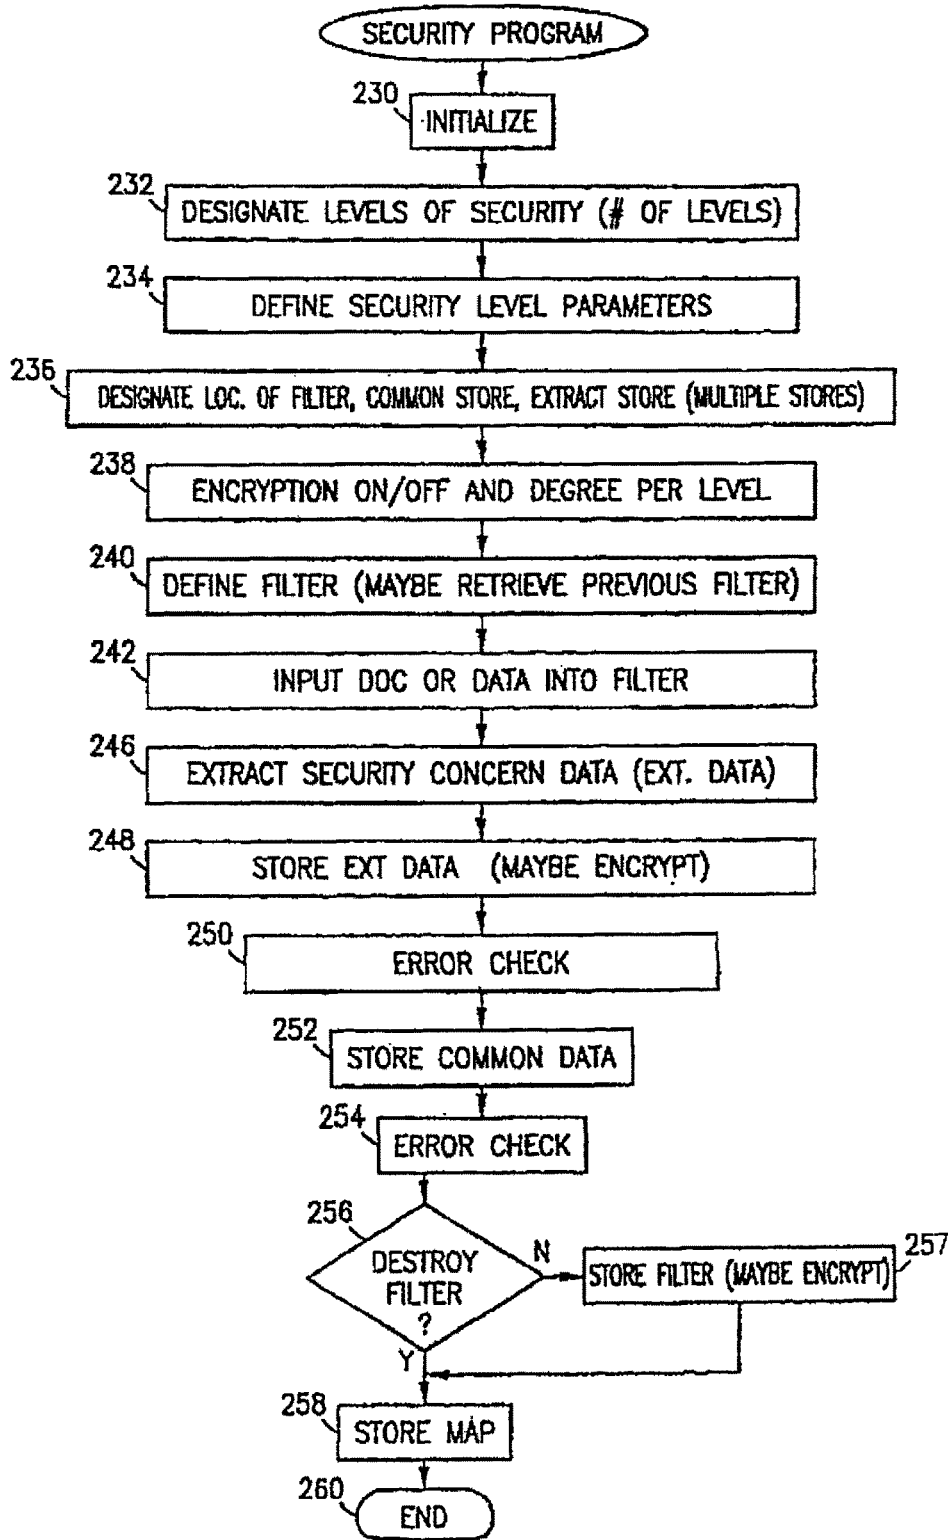 SECURITY PROGRAM
230
INITIALIZE
232
DESIGNATE LEVELS OF SECURITY (# OF LEVELS)
234
DEFINE SECURITY LEVEL PARAMETERS
236
DESIGNATE LOC. OF FILTER, COMMON STORE, EXTRACT STORE (MULTIPLE STORES)
238
ENCRYPTION ON/OFF AND DEGREE PER LEVEL
240
DEFINE FILTER (MAYBE RETRIEVE PREVIOUS FILTER)
242
INPUT DOC OR DATA INTO FILTER
246
EXTRACT SECURITY CONCERN DATA (EXT. DATA)
248
STORE EXT DATA (MAYBE ENCRYPT)
250
ERROR CHECK
252
STORE COMMON DATA
254
ERROR CHECK
256
DESTROY
FILTER
?
N
257
STORE FILTER (MAYBE ENCRYPT)
Y
258
STORE MAP
260
END